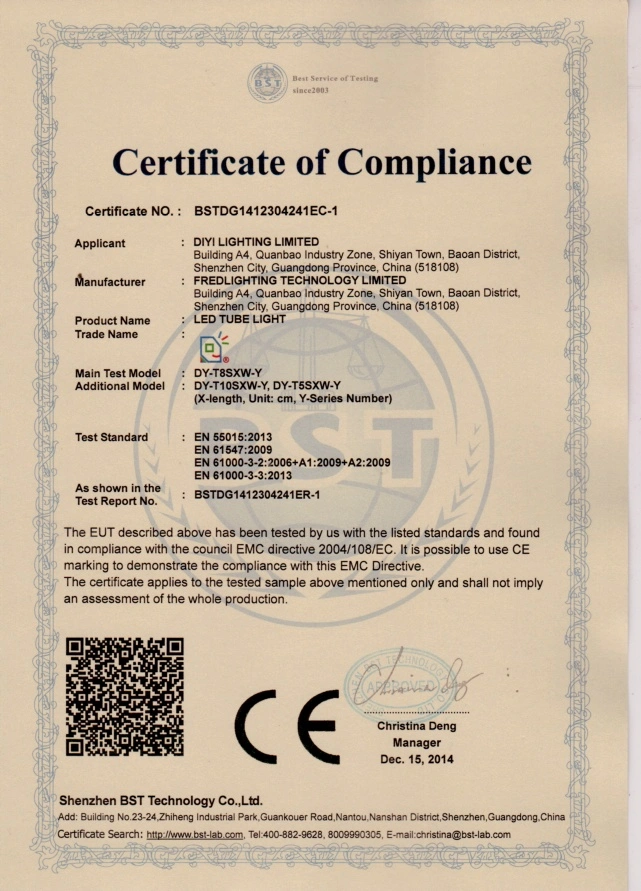 BST
Best Service of Testing
since2003
Certificate of Compliance
Certificate NO. : BSTDG1412304241EC-1
Applicant : DIYI LIGHTING LIMITED
Building A4, Quanbao Industry Zone, Shiyan Town, Baoan District,
Shenzhen City, Guangdong Province, China (518108)
Manufacturer : FREDLIGHTING TECHNOLOGY LIMITED
Building A4, Quanbao Industry Zone, Shiyan Town, Baoan District,
Shenzhen City, Guangdong Province, China (518108)
Product Name : LED TUBE LIGHT
Trade Name :
Main Test Model : DY-T8SXW-Y
Additional Model : DY-T10SXW-Y, DY-T5SXW-Y
(X-length, Unit: cm, Y-Series Number)
BST
Test Standard : EN 55015:2013
EN 61547:2009
EN 61000-3-2:2006+A1:2009+A2:2009
EN 61000-3-3:2013
As shown in the
Test Report No. : BSTDG1412304241ER-1
The EUT described above has been tested by us with the listed standards and found
in compliance with the council EMC directive 2004/108/EC. It is possible to use CE
marking to demonstrate the compliance with this EMC Directive.
The certificate applies to the tested sample above mentioned only and shall not imply
an assessment of the whole production.
CE
APPROVED
Christina Deng
Manager
Dec. 15, 2014
Shenzhen BST Technology Co.,Ltd.
Add: Building No.23-24,Zhiheng Industrial Park,Guankouer Road,Nantou,Nanshan District,Shenzhen,Guangdong,China
Certificate Search: http://www.bst-lab.com, Tel:400-882-9628, 8009990305, E-mail:christina@bst-lab.com